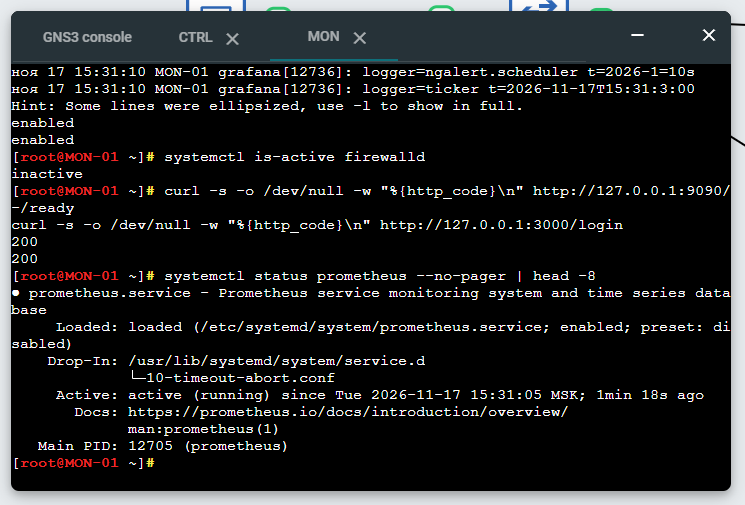 GNS3 console
CTRL
MON
ноя 17 15:31:10 MON-01 grafana[12736]: logger=ngalert.scheduler t=2026-1=10s
ноя 17 15:31:10 MON-01 grafana[12736]: logger=ticker t=2026-11-17T15:31:3:00
Hint: Some lines were ellipsized, use -l to show in full.
enabled
enabled
[root@MON-01 ~]# systemctl is-active firewalld
inactive
[root@MON-01 ~]# curl -s -o /dev/null -w "%{http_code}\n" http://127.0.0.1:9090/
-/ready
curl -s -o /dev/null -w "%{http_code}\n" http://127.0.0.1:3000/login
200
200
[root@MON-01 ~]# systemctl status prometheus --no-pager | head -8
● prometheus.service - Prometheus service monitoring system and time series data
base
     Loaded: loaded (/etc/systemd/system/prometheus.service; enabled; preset: di
sabled)
    Drop-In: /usr/lib/systemd/system/service.d
             └─10-timeout-abort.conf
     Active: active (running) since Tue 2026-11-17 15:31:05 MSK; 1min 18s ago
       Docs: https://prometheus.io/docs/introduction/overview/
             man:prometheus(1)
   Main PID: 12705 (prometheus)
[root@MON-01 ~]#